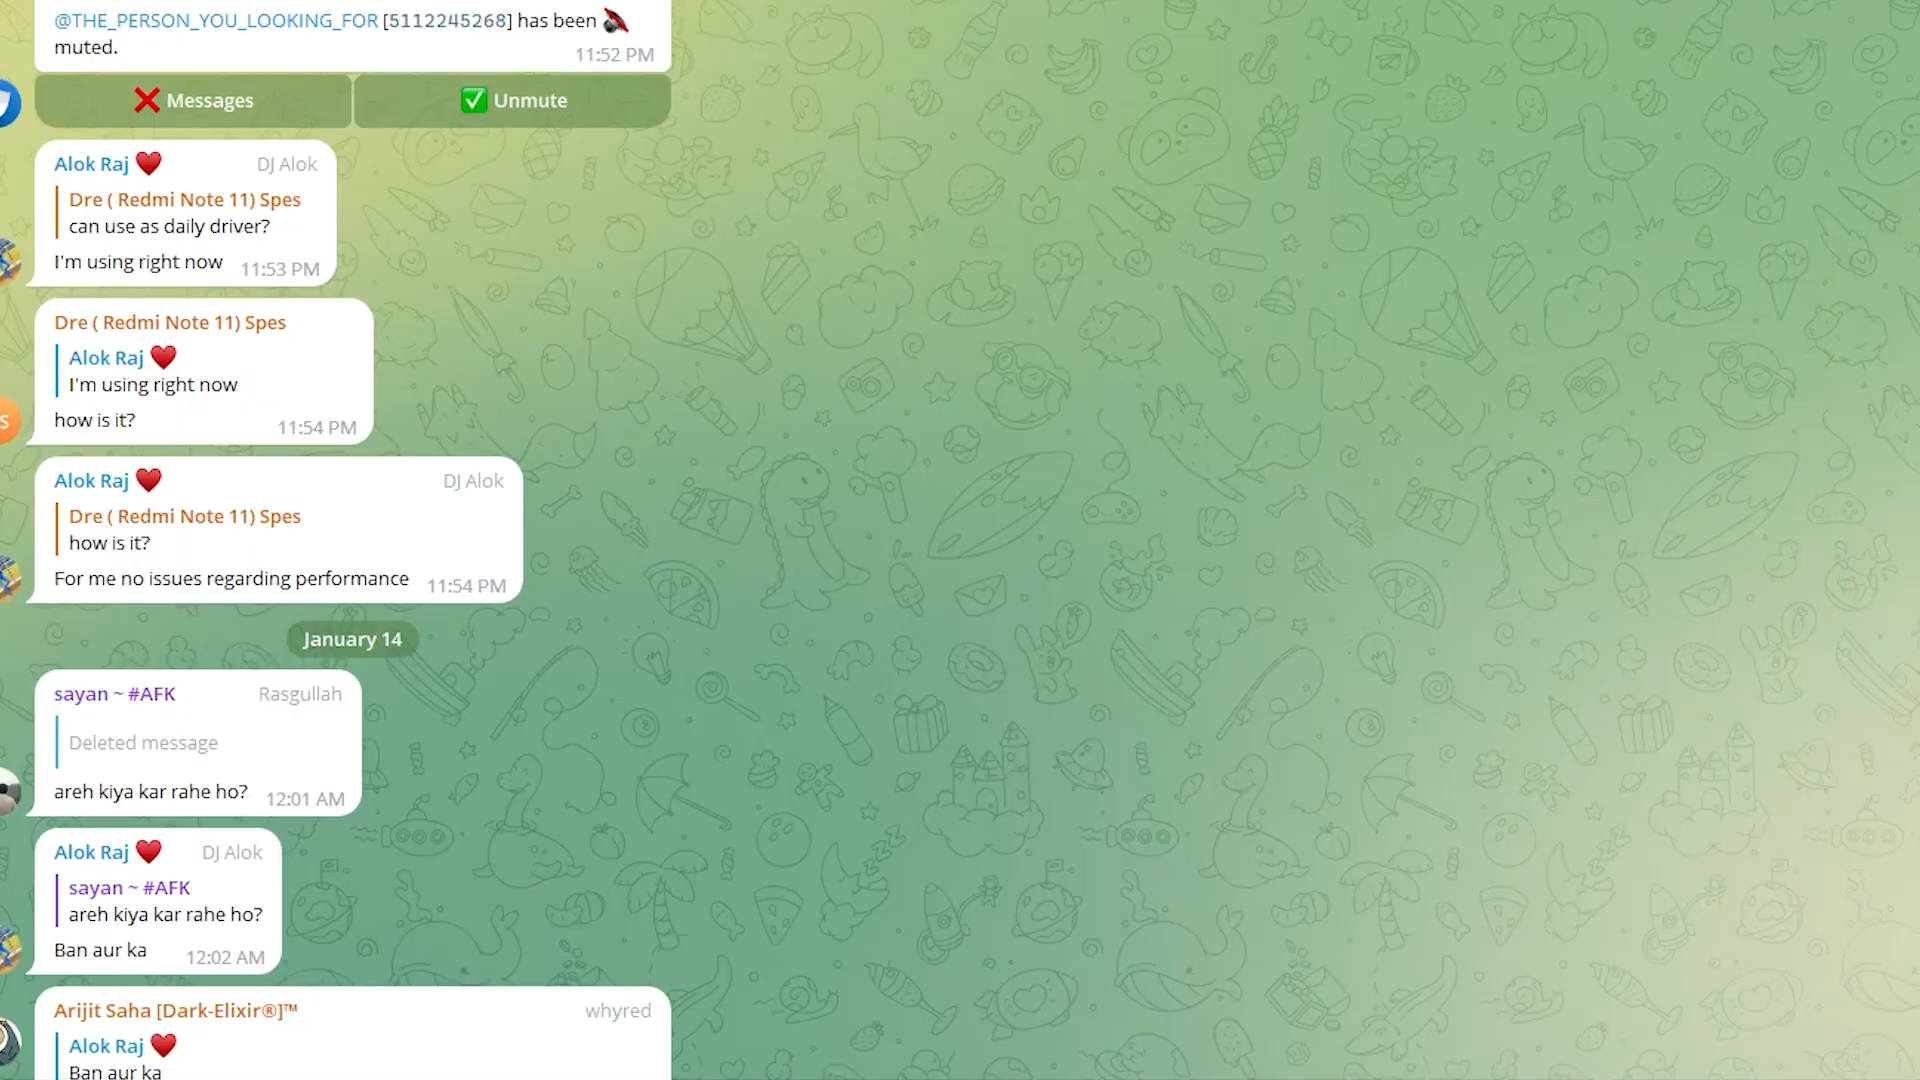 @THE_PERSON_YOU_LOOKING_FOR [5112245268] has been
muted.
11:52 PM
Messages
Unmute
Alok Raj DJ Alok
Dre ( Redmi Note 11) Spes
can use as daily driver?
I'm using right now 11:53 PM
Dre ( Redmi Note 11) Spes
Alok Raj
I'm using right now
how is it? 11:54 PM
S
Alok Raj DJ Alok
Dre ( Redmi Note 11) Spes
how is it?
For me no issues regarding performance 11:54 PM
January 14
sayan ~ #AFK Rasgullah
Deleted message
areh kiya kar rahe ho? 12:01 AM
Alok Raj DJ Alok
sayan ~ #AFK
areh kiya kar rahe ho?
Ban aur ka 12:02 AM
Arijit Saha [Dark-Elixir®]™ whyred
Alok Raj
Ban aur ka